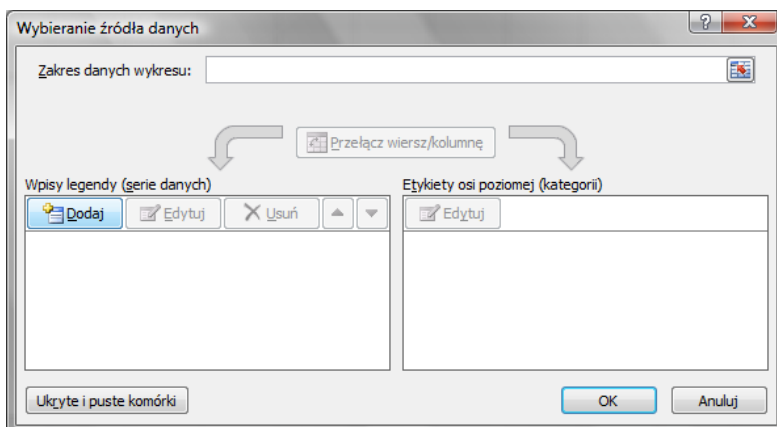 Wybieranie źródła danych
Zakres danych wykresu:
Przełącz wiersz/kolumnę
Wpisy legendy (serie danych)
Etykiety osi poziomej (kategorii)
Dodaj Edytuj Usuń
Edytuj
Ukryte i puste komórki
OK Anuluj